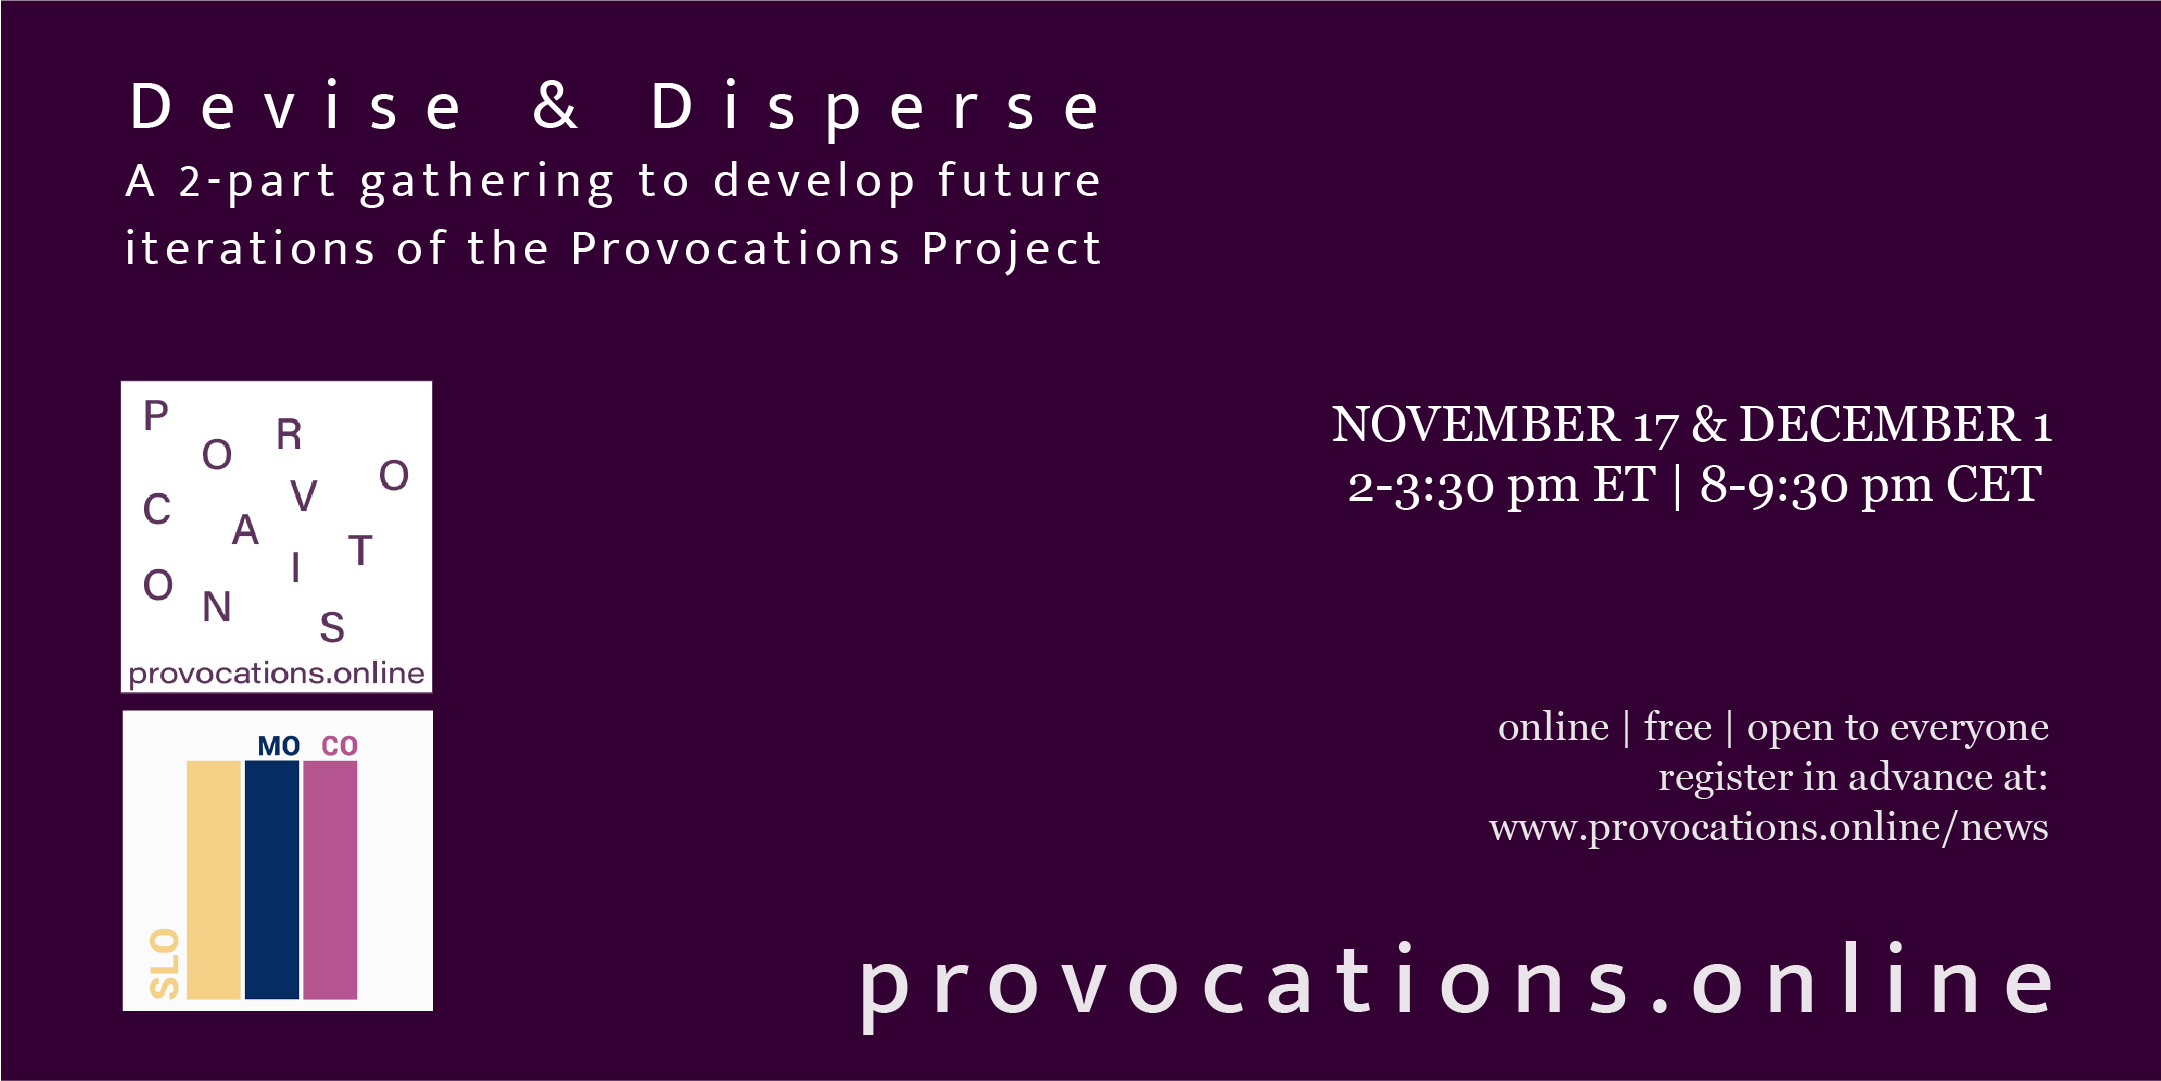 Devise & Disperse
A 2-part gathering to develop future
iterations of the Provocations Project
NOVEMBER 17 & DECEMBER 1
2-3:30 pm ET | 8-9:30 pm CET
P
R
O
V
O
C
A
T
I
O
N
S
provocations.online
MO CO
SLO
online | free | open to everyone
register in advance at:
www.provocations.online/news
provocations.online